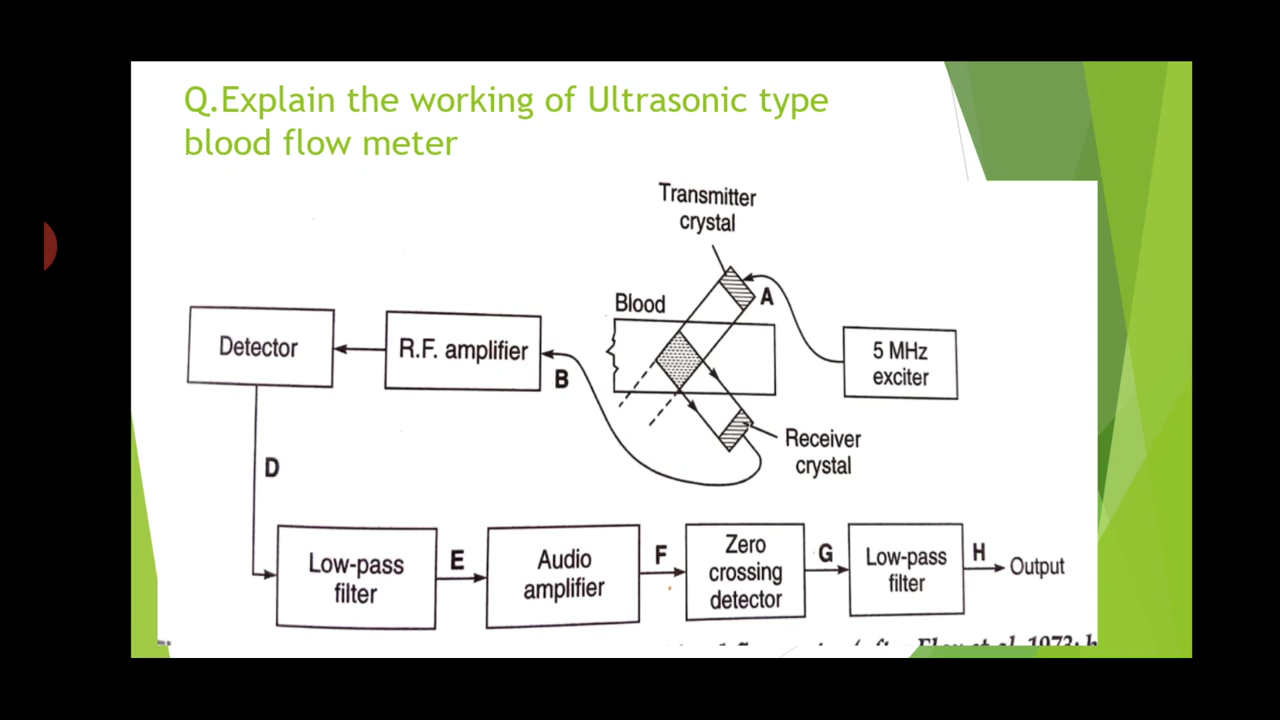 Q.Explain the working of Ultrasonic type
blood flow meter
Transmitter
crystal
A
Blood
Detector
R.F. amplifier
B
5 MHz
exciter
Receiver
crystal
D
Low-pass
filter
E
Audio
amplifier
F
Zero
crossing
detector
G
Low-pass
filter
H
Output
1973;